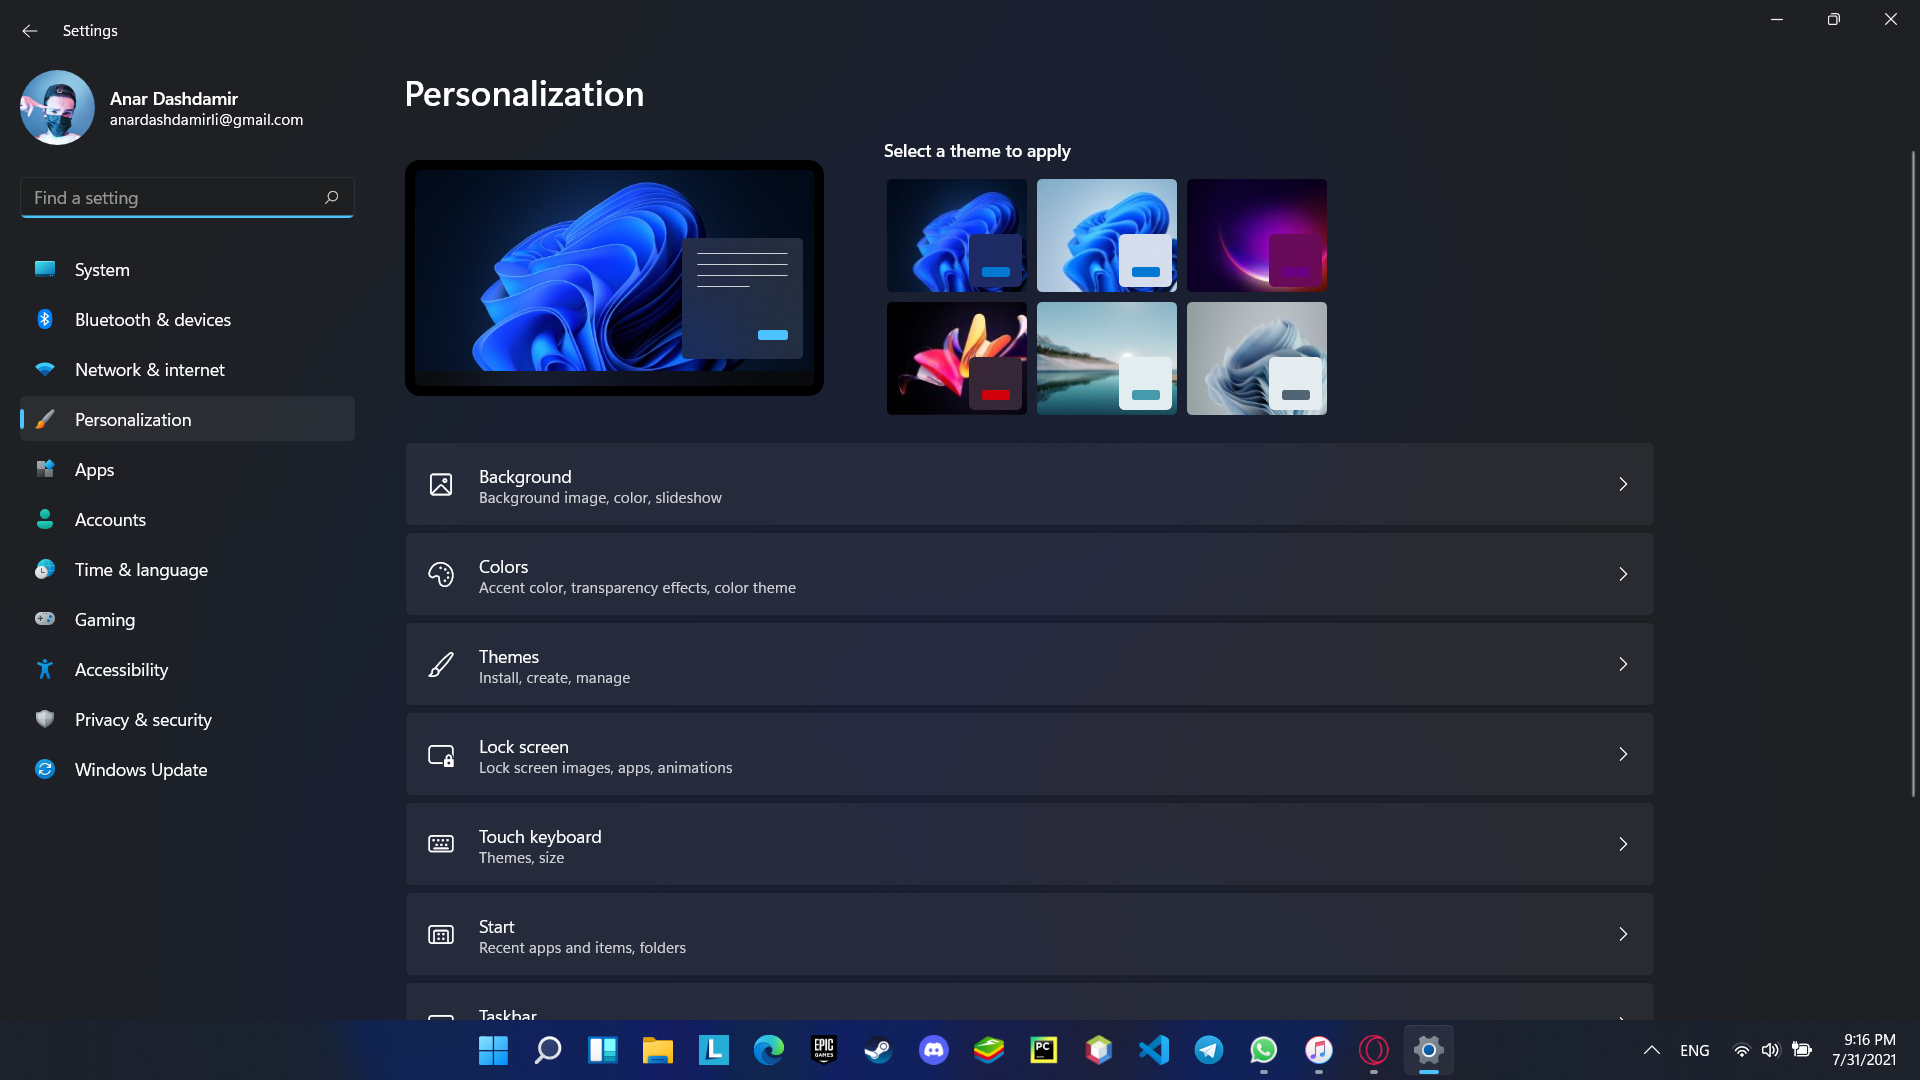 Settings
Anar Dashdamir
anardashdamirli@gmail.com
Find a setting
System
Bluetooth & devices
Network & internet
Personalization
Apps
Accounts
Time & language
Gaming
Accessibility
Privacy & security
Windows Update
Personalization
Select a theme to apply
Background
Background image, color, slideshow
Colors
Accent color, transparency effects, color theme
Themes
Install, create, manage
Lock screen
Lock screen images, apps, animations
Touch keyboard
Themes, size
Start
Recent apps and items, folders
Taskbar
L
EPIC
GAMES
PC
ENG
9:16 PM
7/31/2021